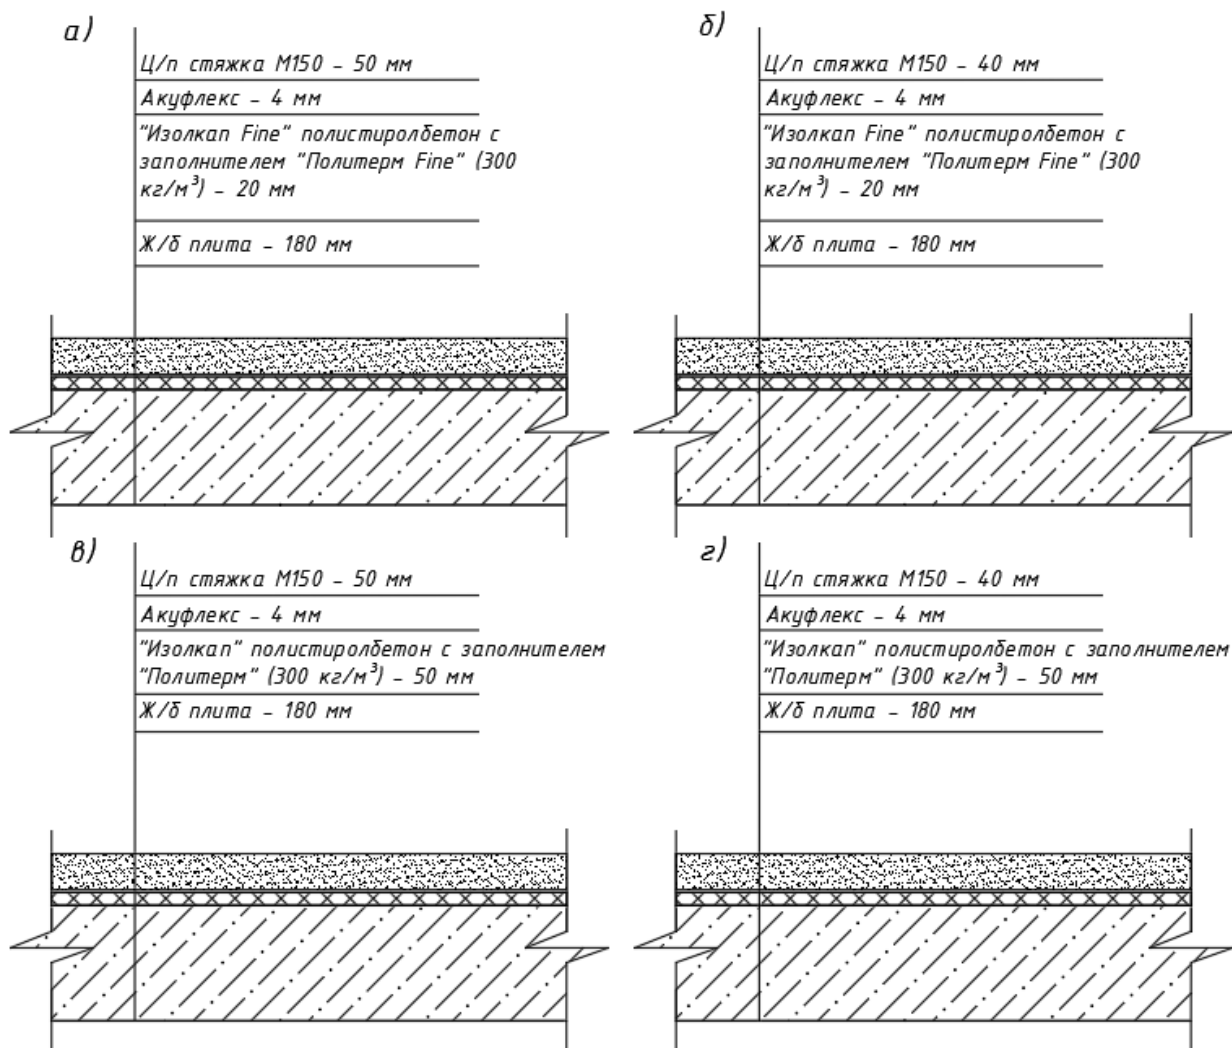 а)
Ц/п стяжка М150 – 50 мм
Акуфлекс – 4 мм
"Изолкап Fine" полистиролбетон с
заполнителем "Политерм Fine" (300
кг/м³) – 20 мм
Ж/б плита – 180 мм
б)
Ц/п стяжка М150 – 40 мм
Акуфлекс – 4 мм
"Изолкап Fine" полистиролбетон с
заполнителем "Политерм Fine" (300
кг/м³) – 20 мм
Ж/б плита – 180 мм
в)
Ц/п стяжка М150 – 50 мм
Акуфлекс – 4 мм
"Изолкап" полистиролбетон с заполнителем
"Политерм" (300 кг/м³) – 50 мм
Ж/б плита – 180 мм
г)
Ц/п стяжка М150 – 40 мм
Акуфлекс – 4 мм
"Изолкап" полистиролбетон с заполнителем
"Политерм" (300 кг/м³) – 50 мм
Ж/б плита – 180 мм